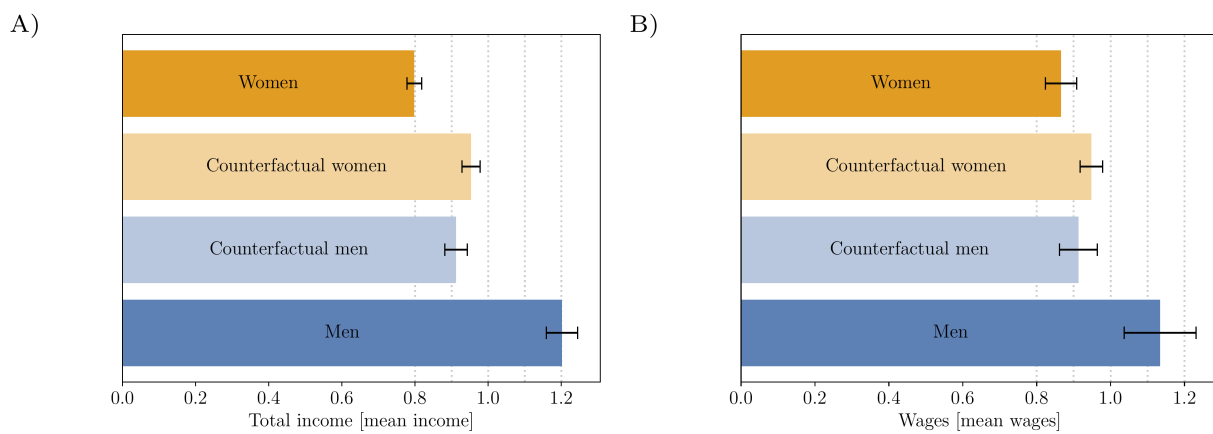 A)
Women
Counterfactual women
Counterfactual men
Men
0.0 0.2 0.4 0.6 0.8 1.0 1.2
Total income [mean income]
B)
Women
Counterfactual women
Counterfactual men
Men
0.0 0.2 0.4 0.6 0.8 1.0 1.2
Wages [mean wages]